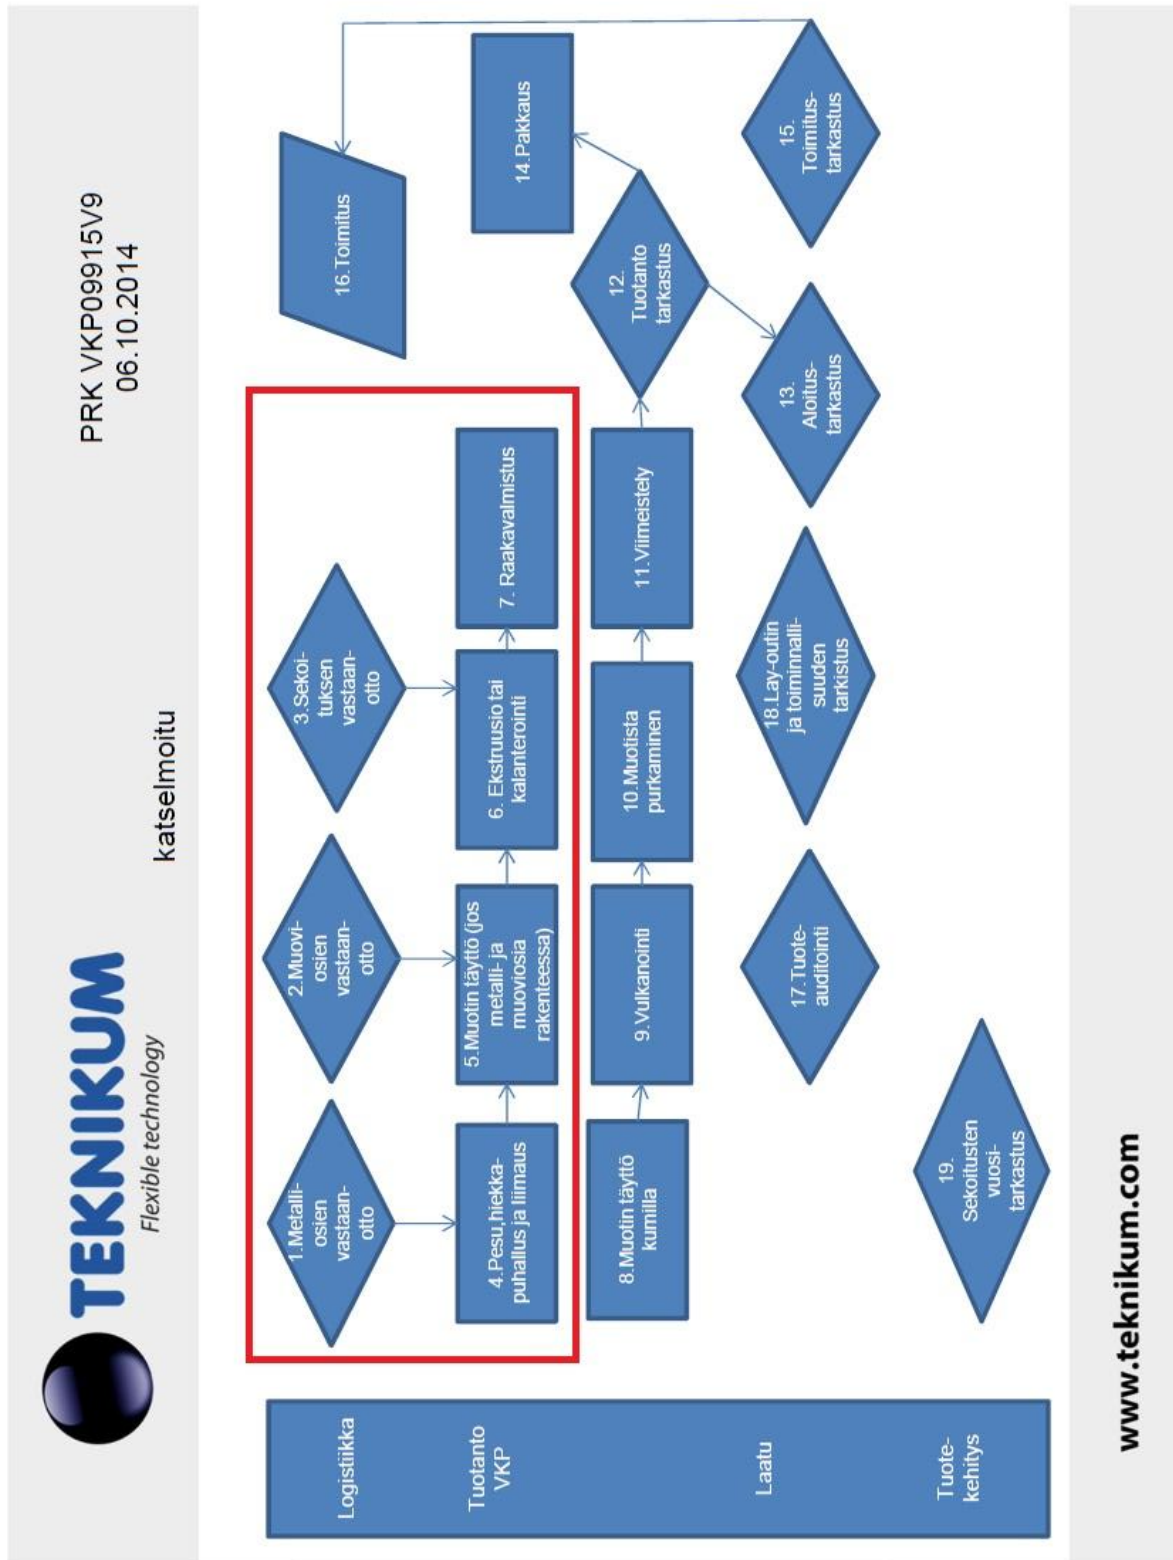 TEKNIKUM
Flexible technology
katselmoitu
PRK VKP09915V9
06.10.2014
Logistiikka
1.Metalli-
osien
vastaan-
otto
2.Muovi-
osien
vastaan-
otto
3.Sekoi-
tuksen
vastaan-
otto
16.Toimitus
Tuotanto
VKP
4.Pesu,hiekka-
puhallus ja liimaus
5.Muotin täyttö (jos
metalli- ja
muoviosia
rakenteessa)
6. Ekstruusio tai
kalanterointi
7. Raakavalmistus
14.Pakkaus
8.Muotin täyttö
kumilla
9.Vulkanointi
10.Muotista
purkaminen
11.Viimeistely
12.
Tuotanto
tarkastus
Laatu
17.Tuote-
auditointi
18.Lay-outin
ja toiminnalli-
suuden
tarkistus
13.
Aloitus-
tarkastus
15.
Toimitus-
tarkastus
Tuote-
kehitys
19.
Sekoitusten
vuosi-
tarkastus
www.teknikum.com